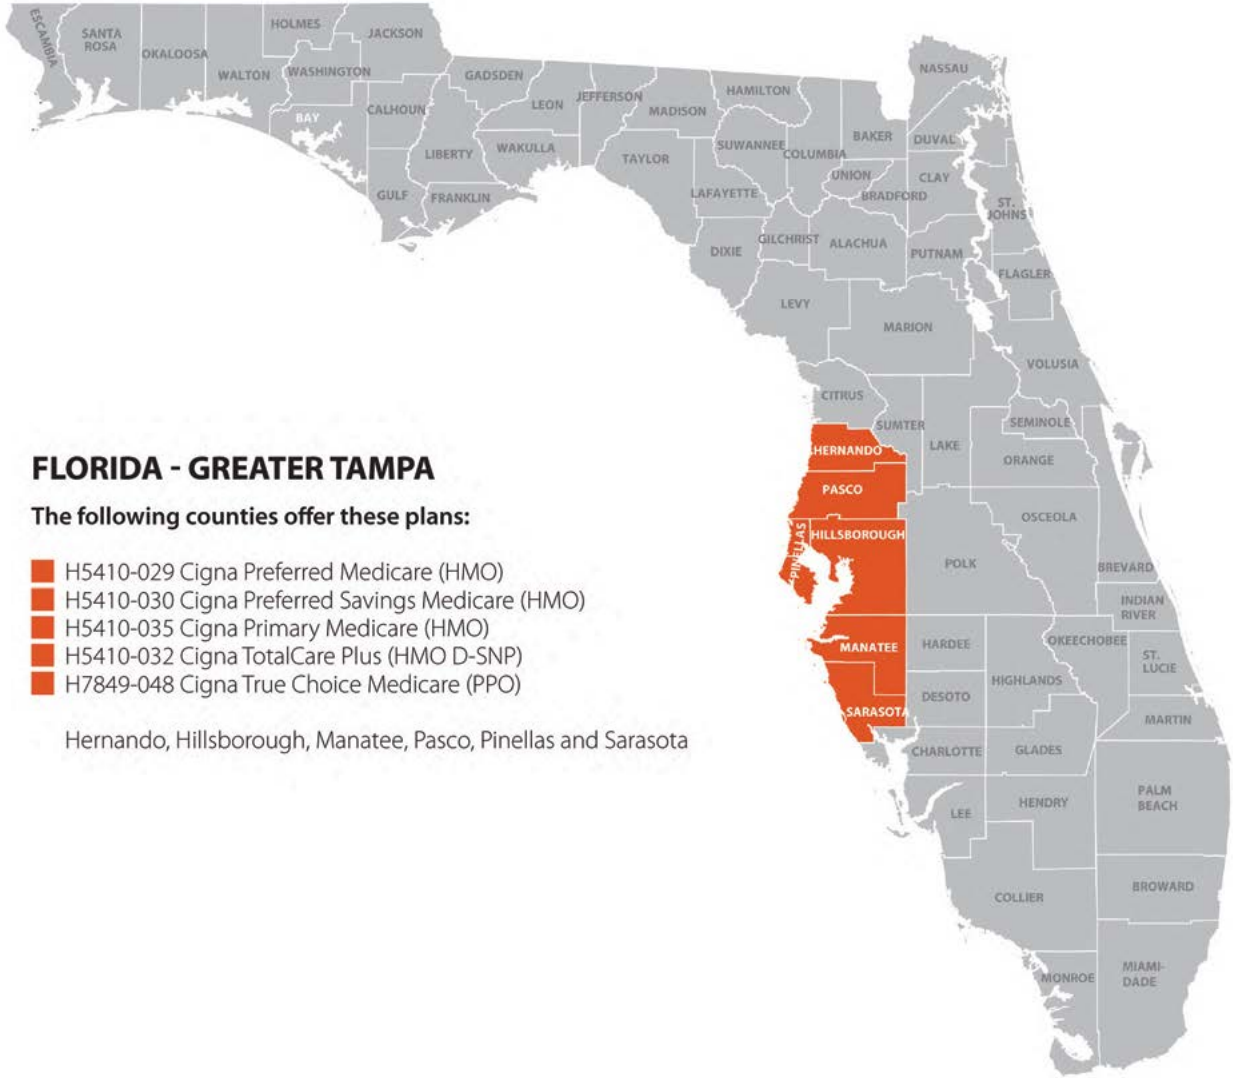 ESCAMBIA
SANTA
ROSA
OKALOOSA
WALTON
HOLMES
WASHINGTON
JACKSON
BAY
CALHOUN
GULF
LIBERTY
GADSDEN
FRANKLIN
LEON
WAKULLA
JEFFERSON
MADISON
TAYLOR
HAMILTON
SUWANNEE
LAFAYETTE
DIXIE
COLUMBIA
GILCHRIST
BAKER
UNION
BRADFORD
ALACHUA
LEVY
NASSAU
DUVAL
CLAY
PUTNAM
ST.
JOHNS
FLAGLER
MARION
VOLUSIA
CITRUS
SUMTER
LAKE
SEMINOLE
ORANGE
HERNANDO
PASCO
PINELLAS
HILLSBOROUGH
POLK
OSCEOLA
BREVARD
INDIAN
RIVER
MANATEE
HARDEE
OKEECHOBEE
ST.
LUCIE
HIGHLANDS
DESOTO
SARASOTA
MARTIN
CHARLOTTE
GLADES
LEE
HENDRY
PALM
BEACH
COLLIER
BROWARD
MONROE
MIAMI-
DADE
FLORIDA - GREATER TAMPA
The following counties offer these plans:
H5410-029 Cigna Preferred Medicare (HMO)
H5410-030 Cigna Preferred Savings Medicare (HMO)
H5410-035 Cigna Primary Medicare (HMO)
H5410-032 Cigna TotalCare Plus (HMO D-SNP)
H7849-048 Cigna True Choice Medicare (PPO)
Hernando, Hillsborough, Manatee, Pasco, Pinellas and Sarasota